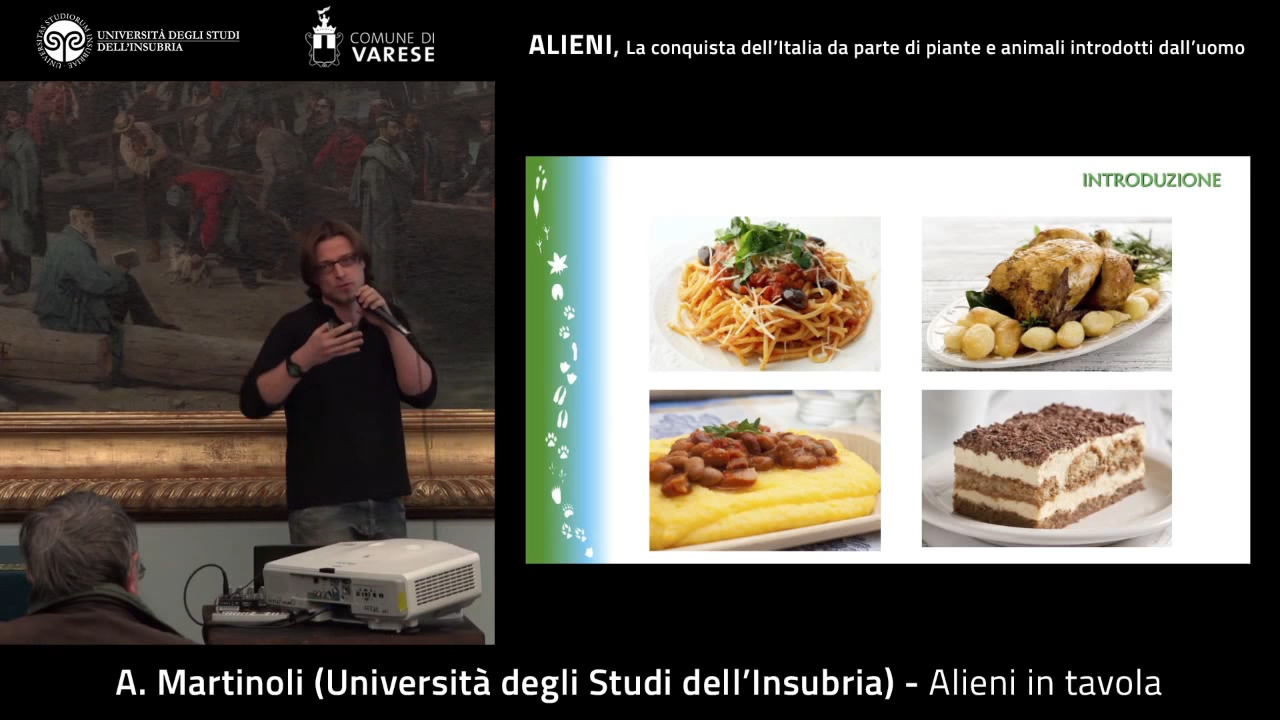 UNIVERSITÀ DEGLI STUDI
DELL'INSUBRIA
COMUNE DI
VARESE
ALIENI, La conquista dell'Italia da parte di piante e animali introdotti dall'uomo
INTRODUZIONE
A. Martinoli (Università degli Studi dell'Insubria) - Alieni in tavola